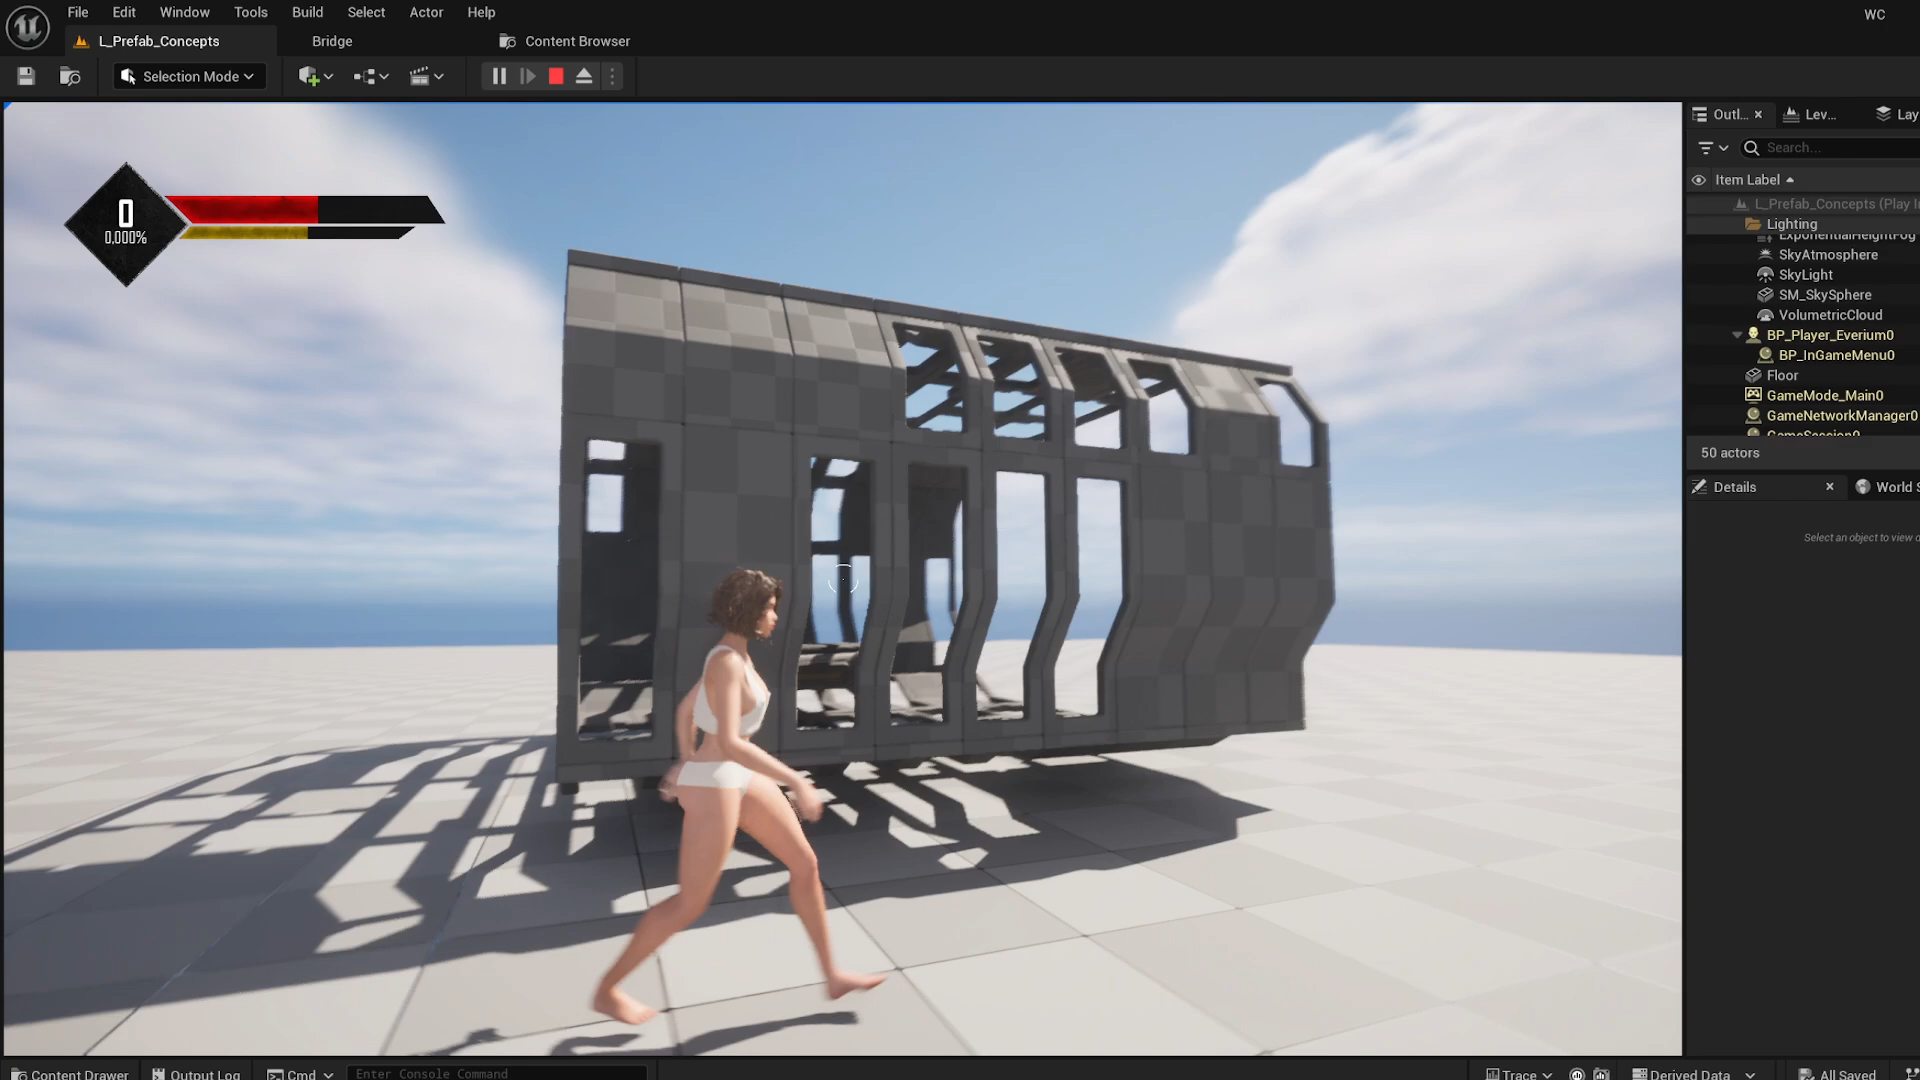 File Edit Window Tools Build Select Actor Help
WC
L_Prefab_Concepts Bridge Content Browser
Selection Mode
Outl... Lev... Lay
Search...
Item Label
L_Prefab_Concepts (Play I
Lighting
ExponentialHeightFog
SkyAtmosphere
SkyLight
SM_SkySphere
VolumetricCloud
BP_Player_Everium0
BP_InGameMenu0
Floor
GameMode_Main0
GameNetworkManager0
GameSession0
50 actors
Details World S
Select an object to view d
0
0,000%
Content Drawer Output Log Cmd Enter Console Command Trace Derived Data All Saved